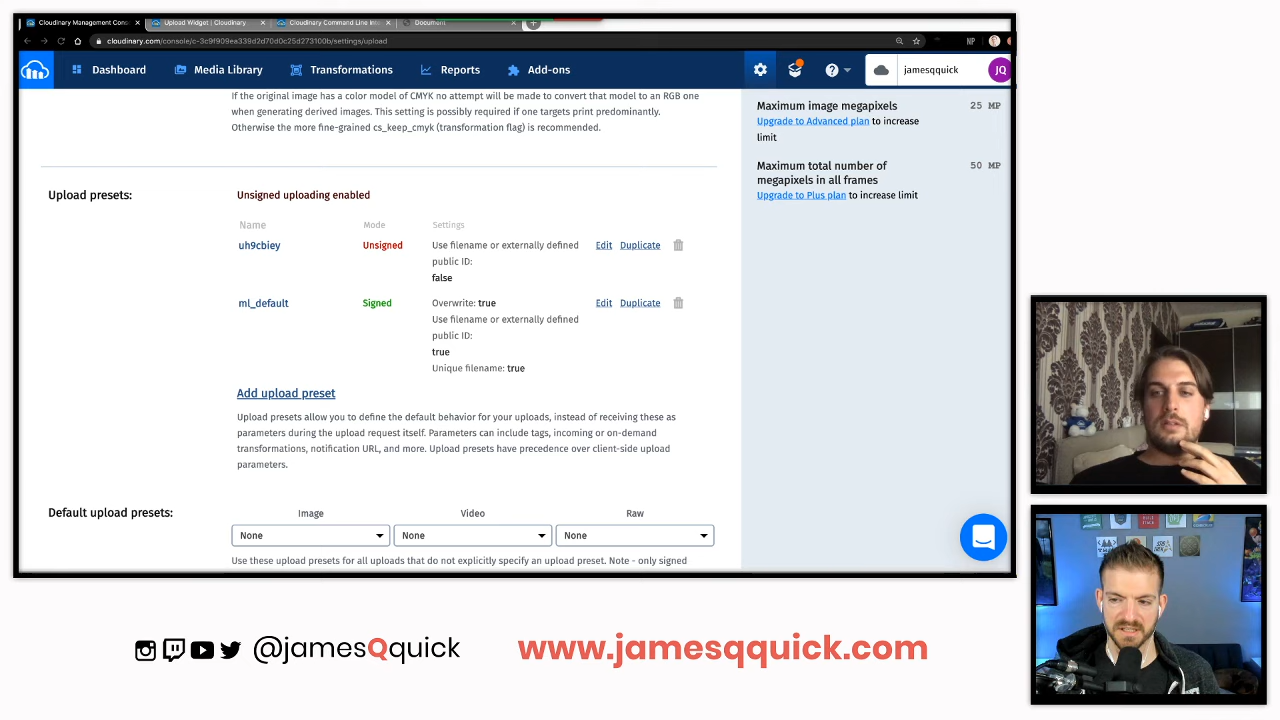 Cloudinary Management Cons
Upload Widget | Cloudinary
Cloudinary Command Line Int
Document
cloudinary.com/console/c-3c9f909ea339d2d70d0c25d273100b/settings/upload
NP
Dashboard
Media Library
Transformations
Reports
Add-ons
jamesqquick
JQ
If the original image has a color model of CMYK no attempt will be made to convert that model to an RGB one
when generating derived images. This setting is possibly required if one targets print predominantly.
Otherwise the more fine-grained cs_keep_cmyk (transformation flag) is recommended.
Maximum image megapixels 25 MP
Upgrade to Advanced plan to increase
limit
Maximum total number of 50 MP
megapixels in all frames
Upgrade to Plus plan to increase limit
Upload presets:
Unsigned uploading enabled
Name Mode Settings
uh9cbiey Unsigned Use filename or externally defined Edit Duplicate
public ID:
false
ml_default Signed Overwrite: true Edit Duplicate
Use filename or externally defined
public ID:
true
Unique filename: true
Add upload preset
Upload presets allow you to define the default behavior for your uploads, instead of receiving these as
parameters during the upload request itself. Parameters can include tags, incoming or on-demand
transformations, notification URL, and more. Upload presets have precedence over client-side upload
parameters.
Default upload presets:
Image Video Raw
None None None
Use these upload presets for all uploads that do not explicitly specify an upload preset. Note - only signed
@jamesQquick
www.jamesqquick.com